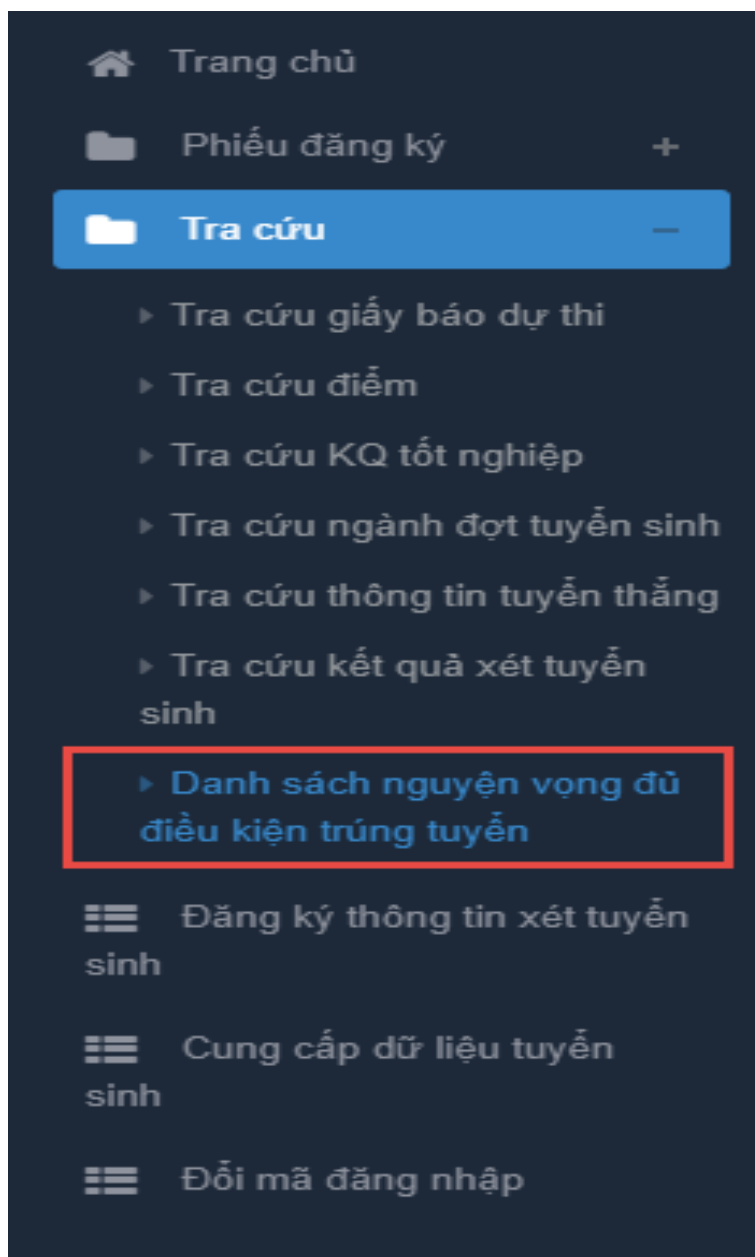 Trang chủ
Phiếu đăng ký
Tra cứu
Tra cứu giấy báo dự thi
Tra cứu điểm
Tra cứu KQ tốt nghiệp
Tra cứu ngành đợt tuyển sinh
Tra cứu thông tin tuyển thẳng
Tra cứu kết quả xét tuyển
sinh
Danh sách nguyện vọng đủ
điều kiện trúng tuyển
Đăng ký thông tin xét tuyển
sinh
Cung cấp dữ liệu tuyển
sinh
Đổi mã đăng nhập